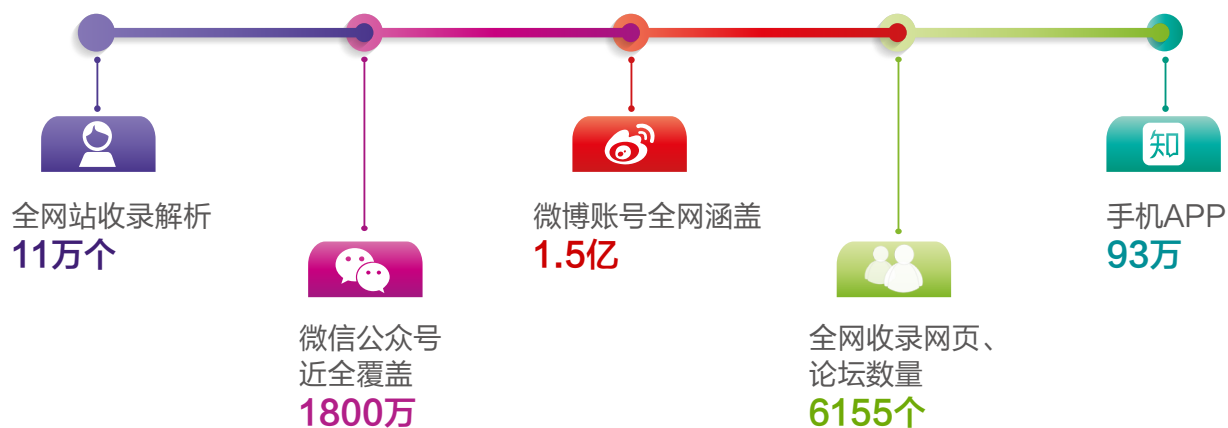 知
全网站收录解析
11万个
微信公众号
近全覆盖
1800万
微博账号全网涵盖
1.5亿
全网收录网页、
论坛数量
6155个
手机APP
93万